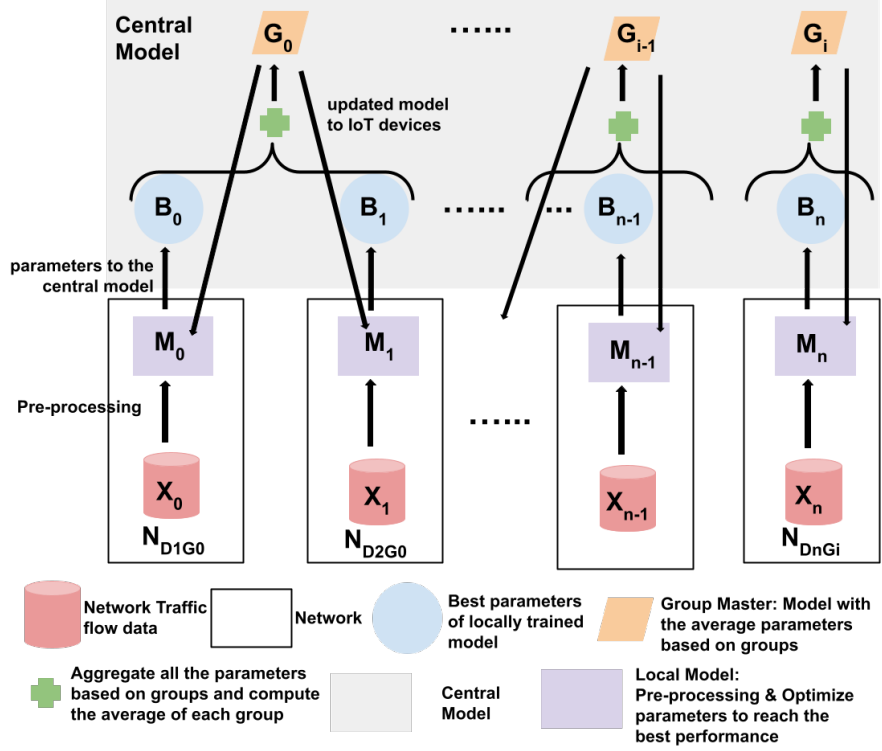 Central
Model
G0
......
Gi-1
Gi
updated model
to IoT devices
B0
B1
......
...
Bn-1
Bn
parameters to the
central model
M0
M1
Mn-1
Mn
Pre-processing
......
X0
X1
Xn-1
Xn
ND1G0
ND2G0
NDnGi
Network Traffic
flow data
Network
Best parameters
of locally trained
model
Group Master: Model with
the average parameters
based on groups
Aggregate all the parameters
based on groups and compute
the average of each group
Central
Model
Local Model:
Pre-processing & Optimize
parameters to reach the
best performance